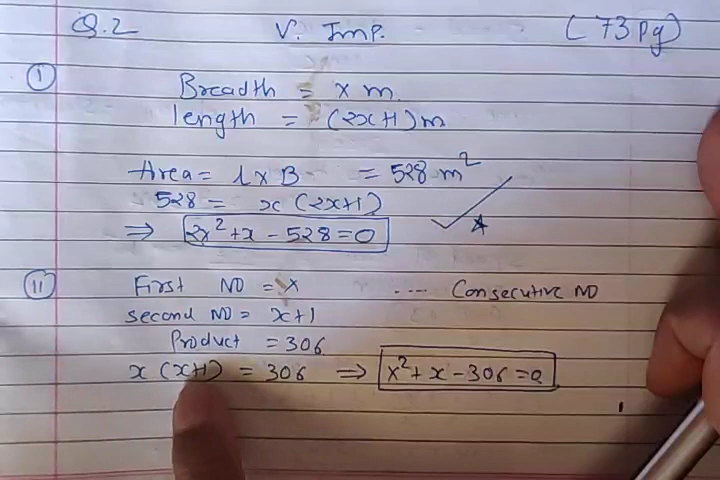 Q.2 V. Imp. (73 pg)
(I) Breadth = x m.
length = (2x+1) m
Area = l x B = 528 m²
528 = x (2x+1)
⇒ 2x² + x - 528 = 0
(II) First NO = x .... Consecutive NO
second NO = x+1
Product = 306
x (x+1) = 306 ⇒ x² + x - 306 = 0